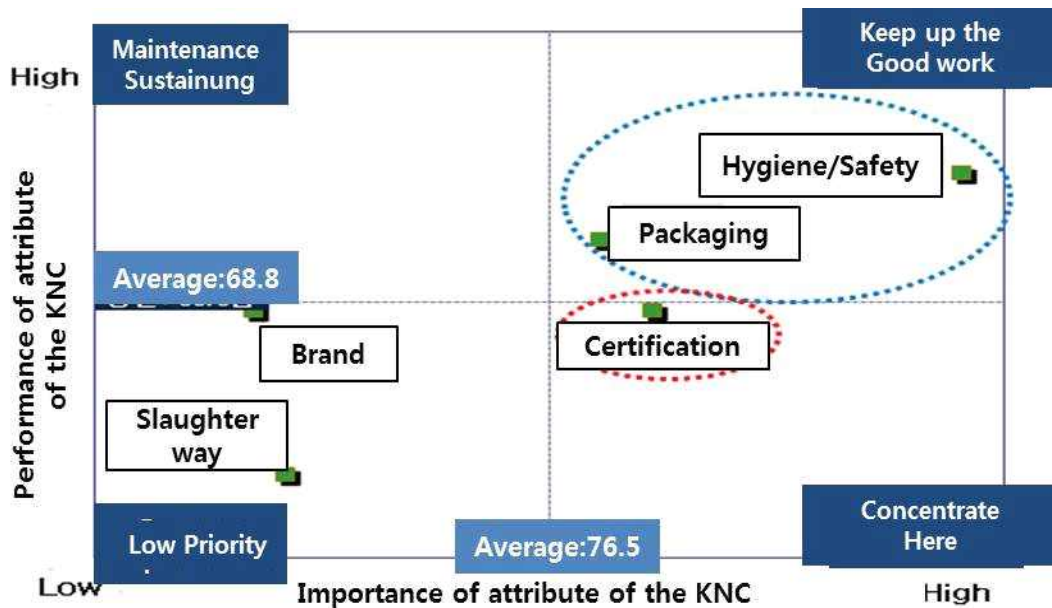 Maintenance
Sustainung
Keep up the
Good work
High
Hygiene/Safety
Packaging
Average:68.8
Performance of attribute
of the KNC
Brand
Certification
Slaughter
way
Low Priority
Average:76.5
Concentrate
Here
Low
Importance of attribute of the KNC
High